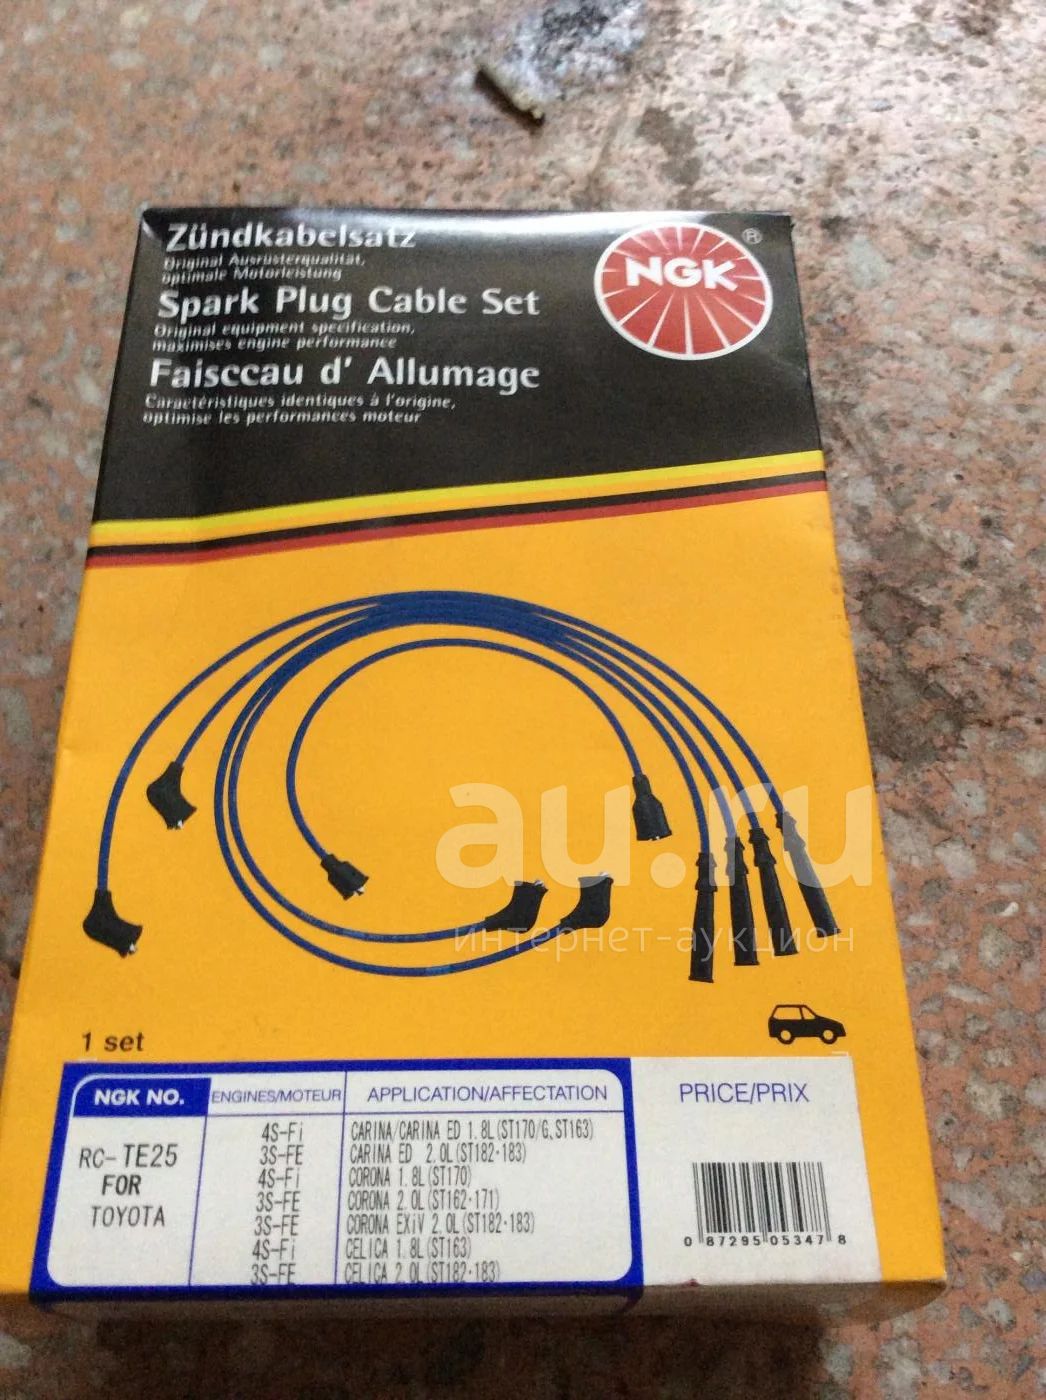 Zündkabelsatz
Original Ausrüsterqualität,
optimale Motorleistung
Spark Plug Cable Set
Original equipment specification,
maximises engine performance
Faisccau d' Allumage
Caractéristiques identiques à l'origine,
optimise les performances moteur
NGK ®
au.ru
интернет-аукцион
1 set
NGK NO. ENGINES/MOTEUR APPLICATION/AFFECTATION PRICE/PRIX
RC-TE25
FOR
TOYOTA
4S-Fi CARINA/CARINA ED 1.8L(ST170/G,ST163)
3S-FE CARINA ED 2.0L(ST182·183)
4S-Fi CORONA 1.8L(ST170)
3S-FE CORONA 2.0L(ST162·171)
3S-FE CORONA EXiV 2.0L(ST182·183)
4S-Fi CELICA 1.8L(ST163)
3S-FE CELICA 2.0L(ST182·183)
0 87295 05347 8